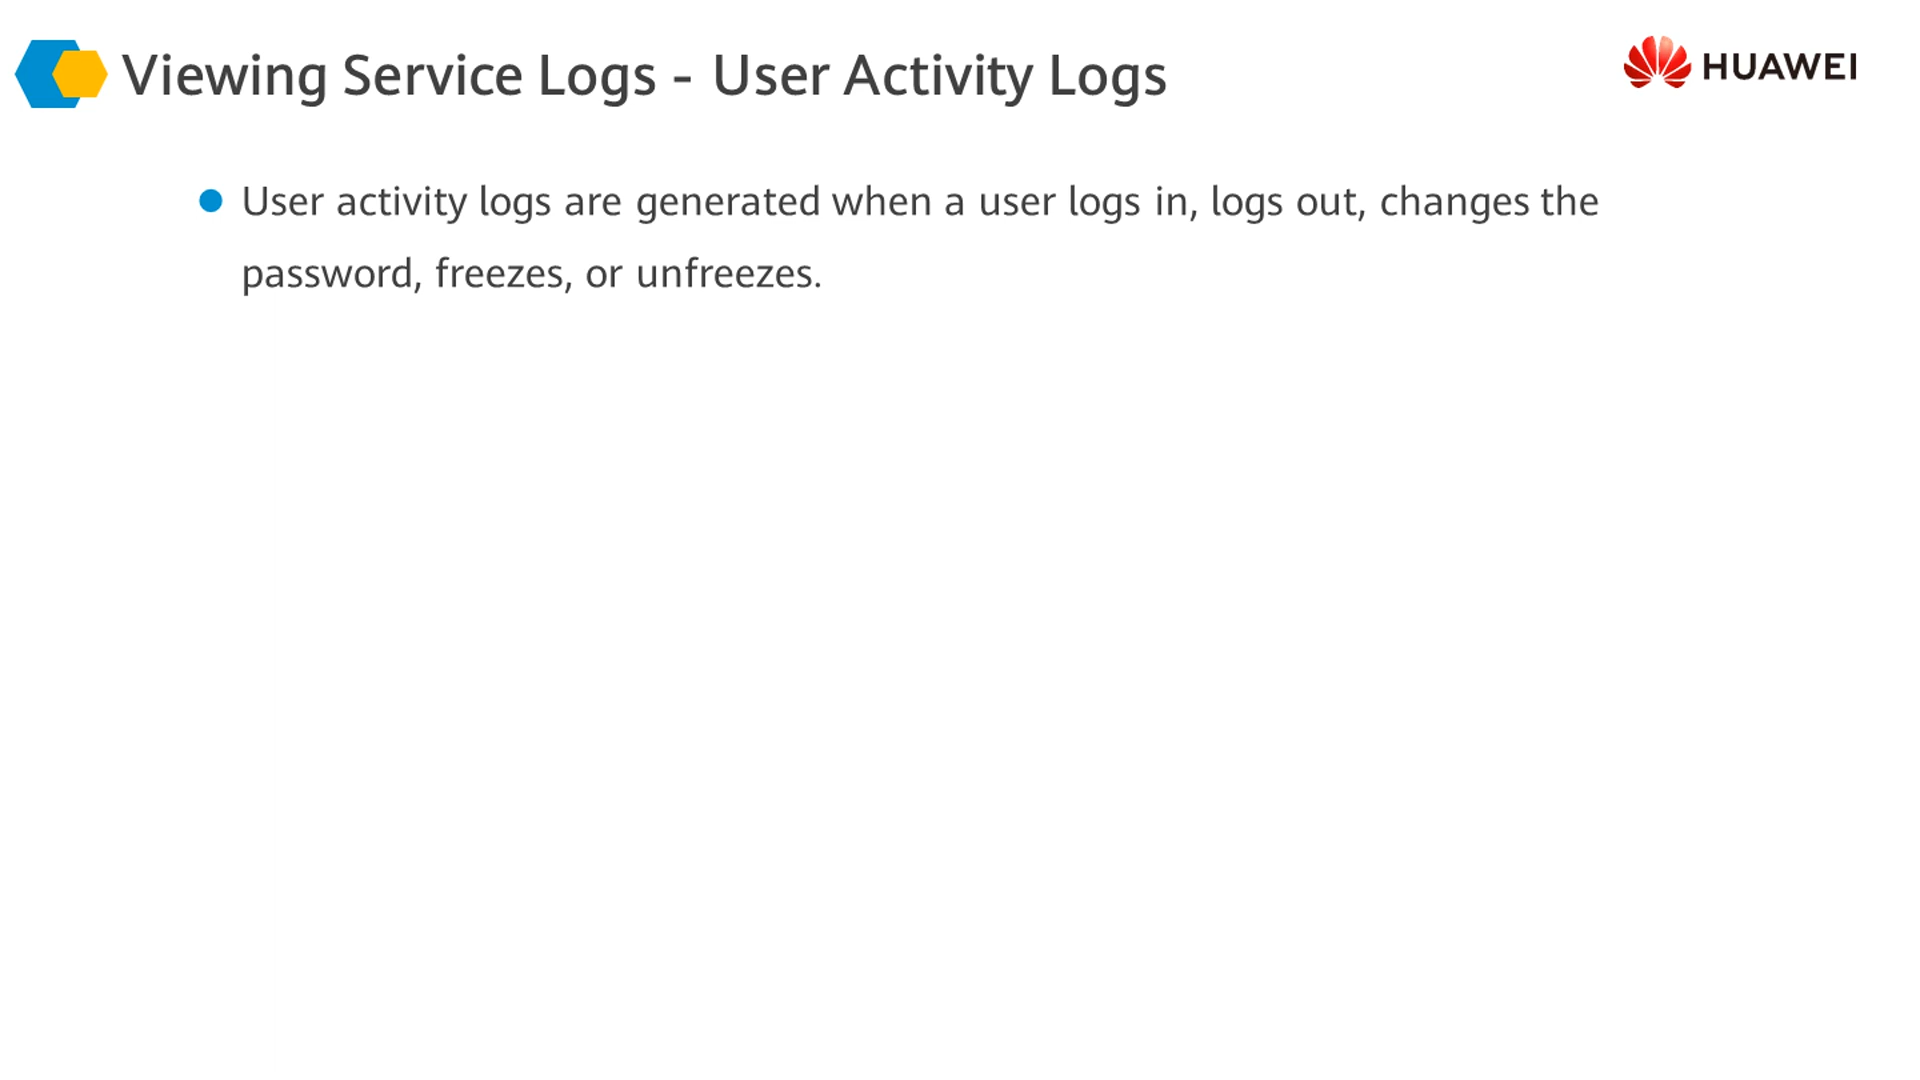 Viewing Service Logs - User Activity Logs
HUAWEI
User activity logs are generated when a user logs in, logs out, changes the
password, freezes, or unfreezes.